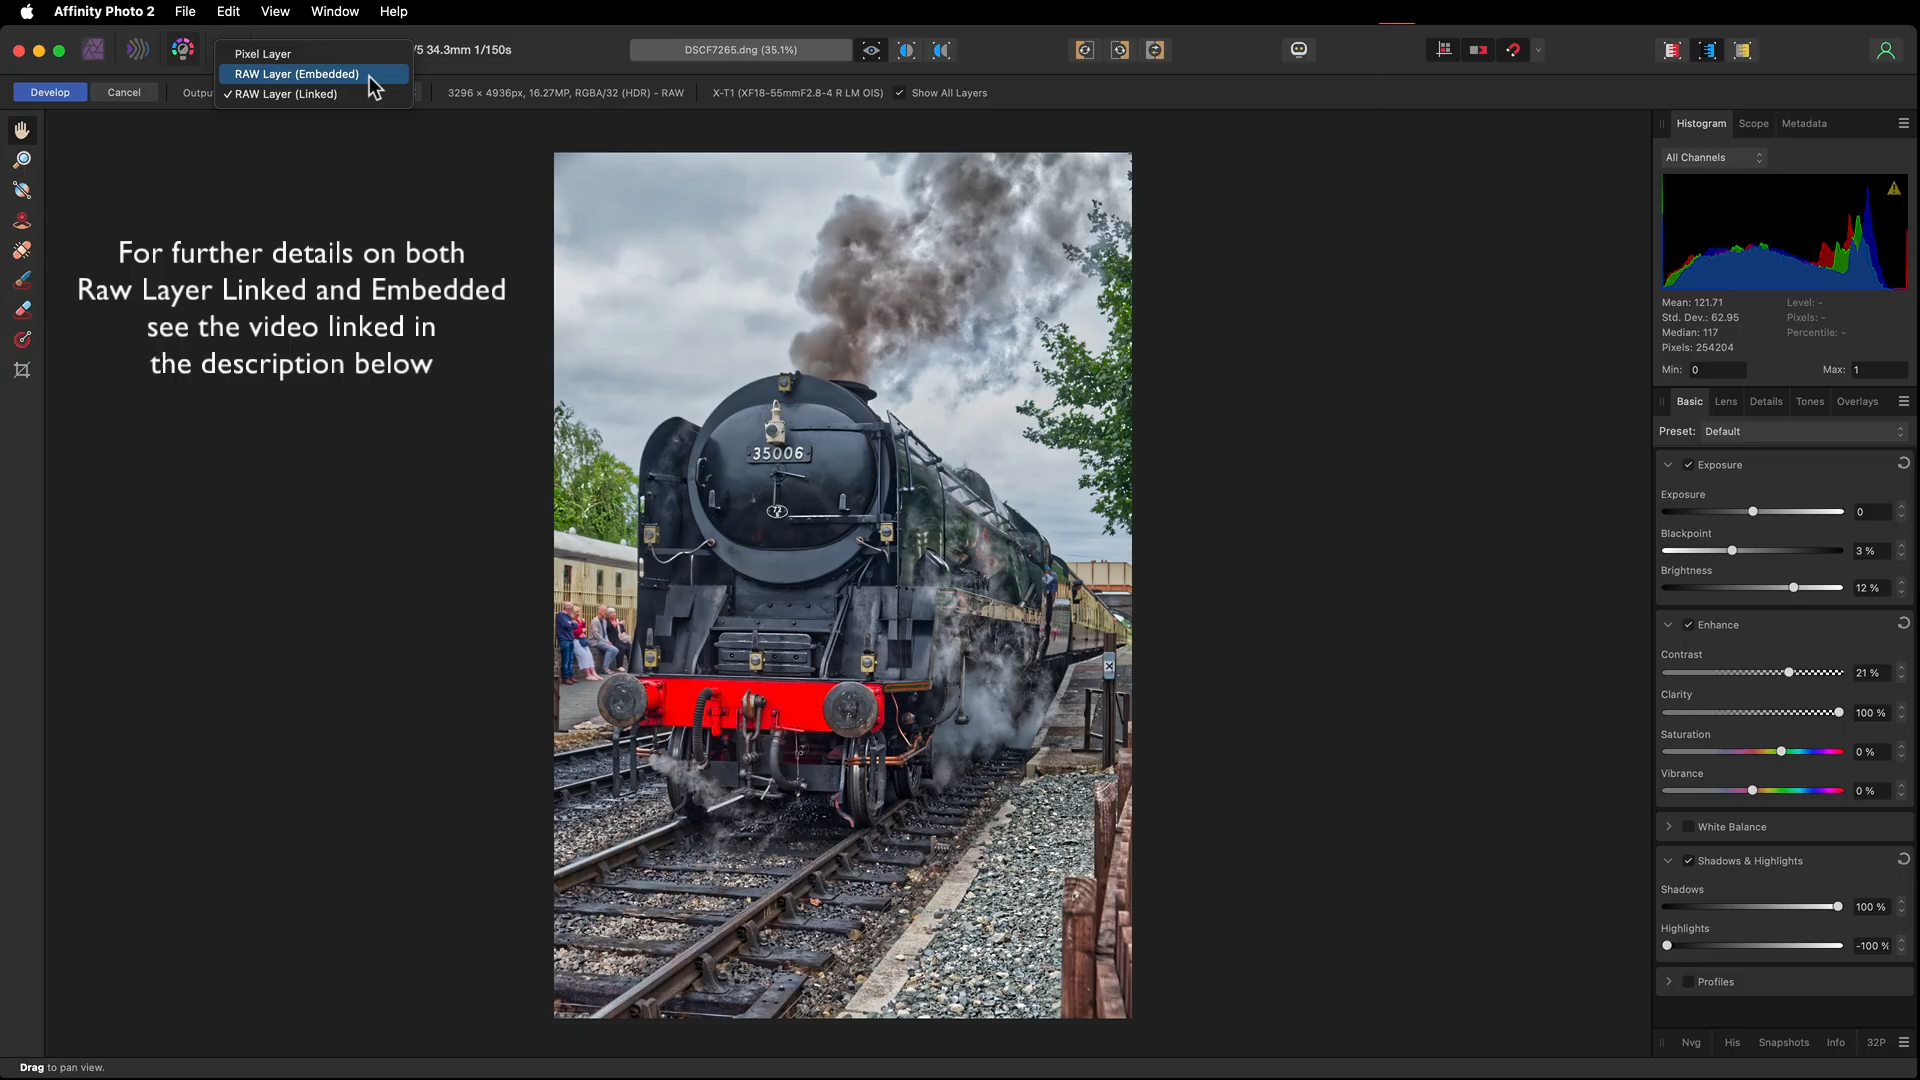 Affinity Photo 2 File Edit View Window Help
/5 34.3mm 1/150s
DSCF7265.dng (35.1%)
Pixel Layer
RAW Layer (Embedded)
✓ RAW Layer (Linked)
Develop Cancel Outpu
3296 × 4936px, 16.27MP, RGBA/32 (HDR) - RAW
X-T1 (XF18-55mmF2.8-4 R LM OIS)
Show All Layers
For further details on both
Raw Layer Linked and Embedded
see the video linked in
the description below
35006
Histogram Scope Metadata
All Channels
Mean: 121.71 Level: -
Std. Dev.: 62.95 Pixels: -
Median: 117 Percentile: -
Pixels: 254204
Min: 0 Max: 1
Basic Lens Details Tones Overlays
Preset: Default
Exposure
Exposure
0
Blackpoint
3 %
Brightness
12 %
Enhance
Contrast
21 %
Clarity
100 %
Saturation
0 %
Vibrance
0 %
White Balance
Shadows & Highlights
Shadows
100 %
Highlights
-100 %
Profiles
Nvg His Snapshots Info 32P
Drag to pan view.